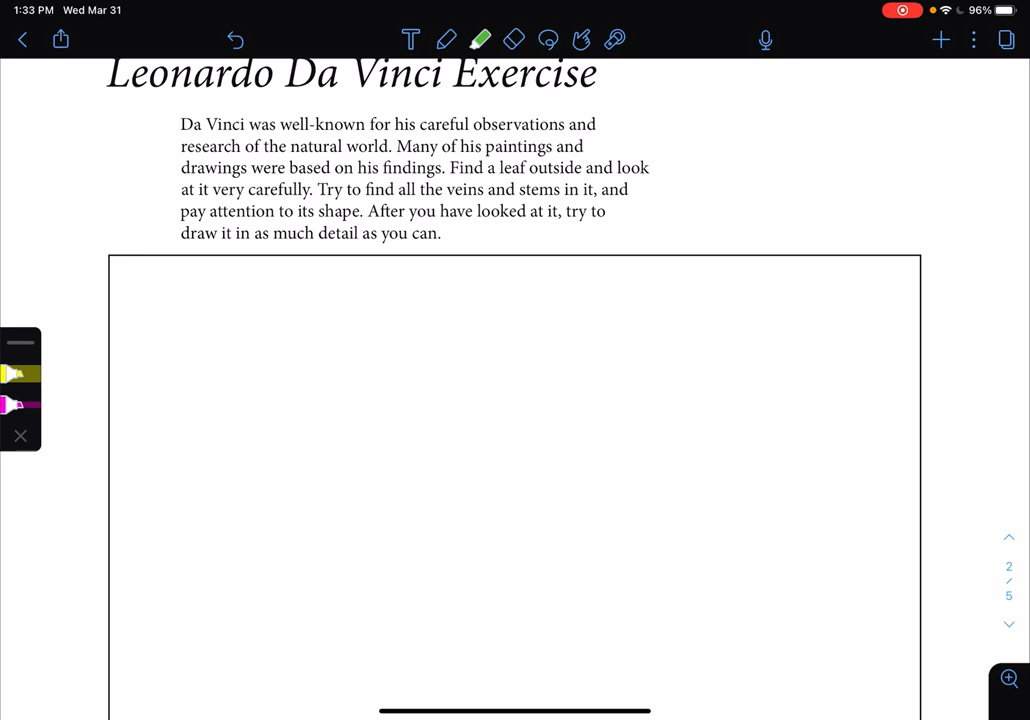 1:33 PM Wed Mar 31
96%
Leonardo Da Vinci Exercise
Da Vinci was well-known for his careful observations and
research of the natural world. Many of his paintings and
drawings were based on his findings. Find a leaf outside and look
at it very carefully. Try to find all the veins and stems in it, and
pay attention to its shape. After you have looked at it, try to
draw it in as much detail as you can.
2
/
5